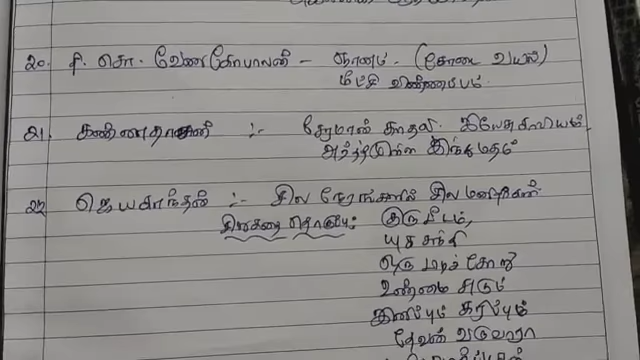 20. சி. சொ. வேணுகோபாலன் - ஞானம். (கோடை வயல்)
மீட்சி விண்ணப்பம்.
21. கண்ணதாசன் :- சேரமான் காதலி. இயேசு காவியம்,
அர்த்தமுள்ள இந்துமதம்
22. ஜெயகாந்தன் :- சில நேரங்களில் சில மனிதர்கள்
சிறுகதை தொகுப்பு: குருபீடம்,
யுகசந்தி
ஒரு பிடிச் சோறு
உண்மை சுடும்
இனிப்பும் கரிப்பும்
தேவன் வருவாரா